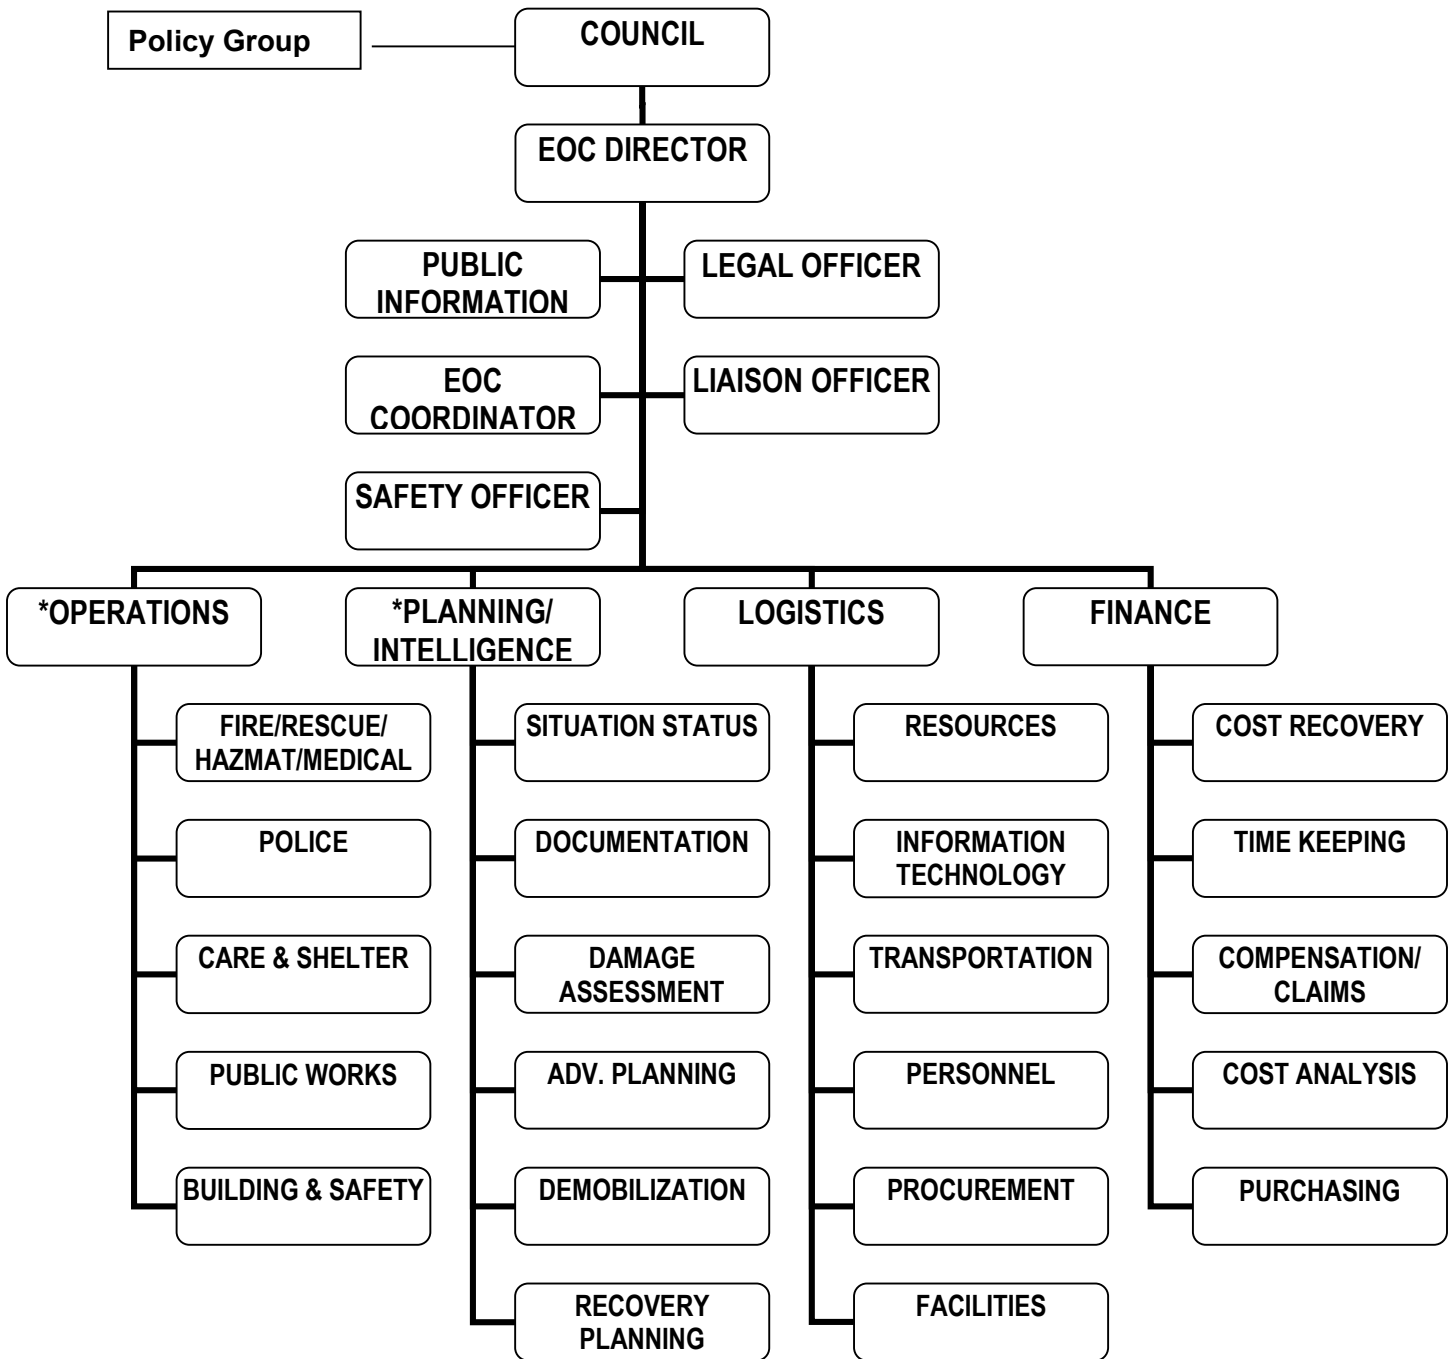 Policy Group
COUNCIL
EOC DIRECTOR
PUBLIC
INFORMATION
LEGAL OFFICER
EOC
COORDINATOR
LIAISON OFFICER
SAFETY OFFICER
*OPERATIONS
*PLANNING/
INTELLIGENCE
LOGISTICS
FINANCE
FIRE/RESCUE/
HAZMAT/MEDICAL
SITUATION STATUS
RESOURCES
COST RECOVERY
POLICE
DOCUMENTATION
INFORMATION
TECHNOLOGY
TIME KEEPING
CARE & SHELTER
DAMAGE
ASSESSMENT
TRANSPORTATION
COMPENSATION/
CLAIMS
PUBLIC WORKS
ADV. PLANNING
PERSONNEL
COST ANALYSIS
BUILDING & SAFETY
DEMOBILIZATION
PROCUREMENT
PURCHASING
RECOVERY
PLANNING
FACILITIES